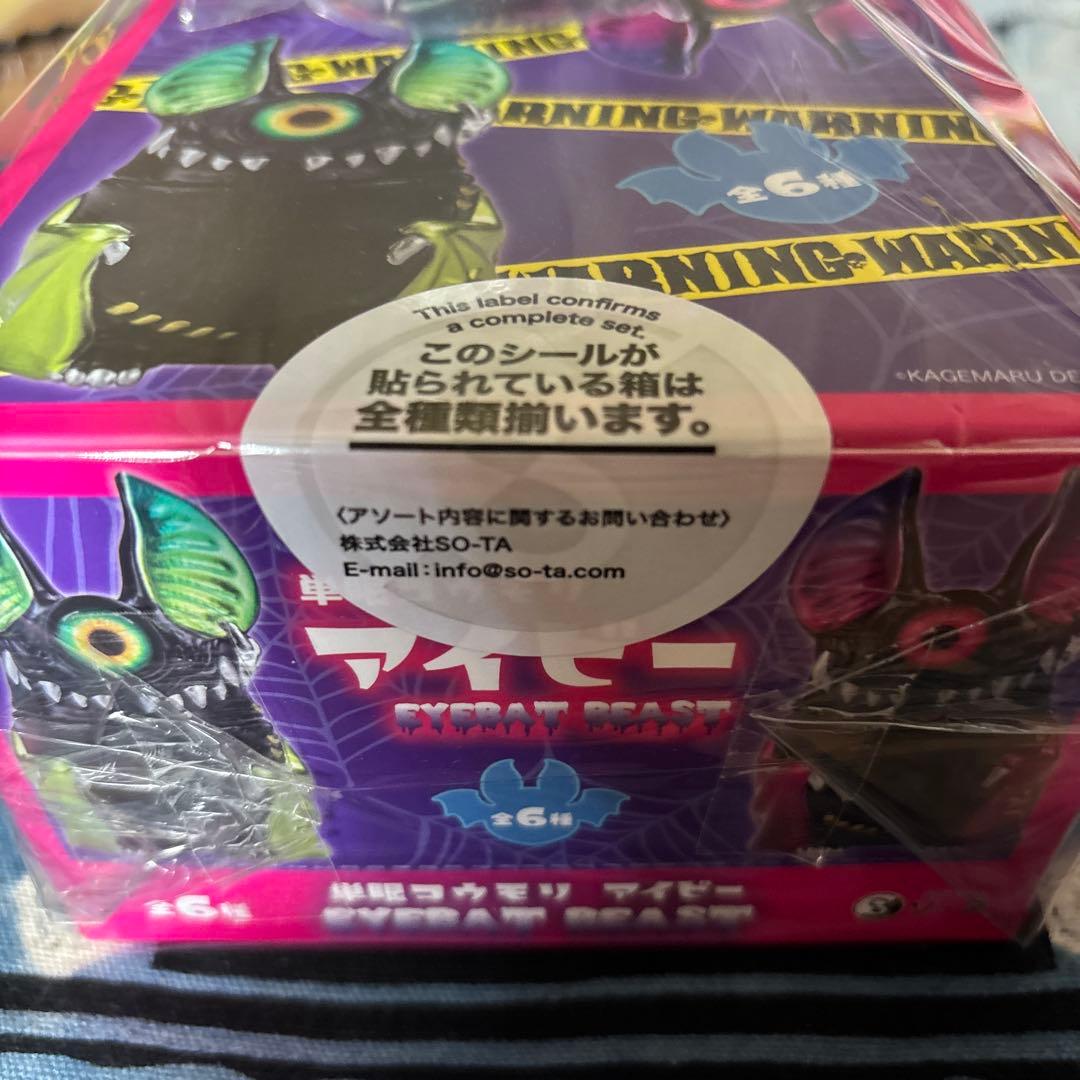 WARNING
RNING WARNIN
全6種
WARNING WARN
©KAGEMARU DE
This label confirms
a complete set.
このシールが
貼られている箱は
全種類揃います。
〈アソート内容に関するお問い合わせ〉
株式会社SO-TA
E-mail:info@so-ta.com
単
アイビー
EYEBAT BEAST
全6種
全6種
単眼コウモリ アイビー
EYEBAT BEAST